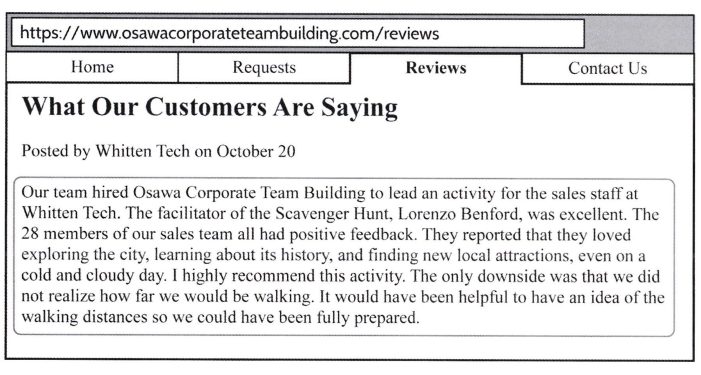 https://www.osawacorporateteambuilding.com/reviews
Home Requests Reviews Contact Us
What Our Customers Are Saying
Posted by Whitten Tech on October 20
Our team hired Osawa Corporate Team Building to lead an activity for the sales staff at
Whitten Tech. The facilitator of the Scavenger Hunt, Lorenzo Benford, was excellent. The
28 members of our sales team all had positive feedback. They reported that they loved
exploring the city, learning about its history, and finding new local attractions, even on a
cold and cloudy day. I highly recommend this activity. The only downside was that we did
not realize how far we would be walking. It would have been helpful to have an idea of the
walking distances so we could have been fully prepared.